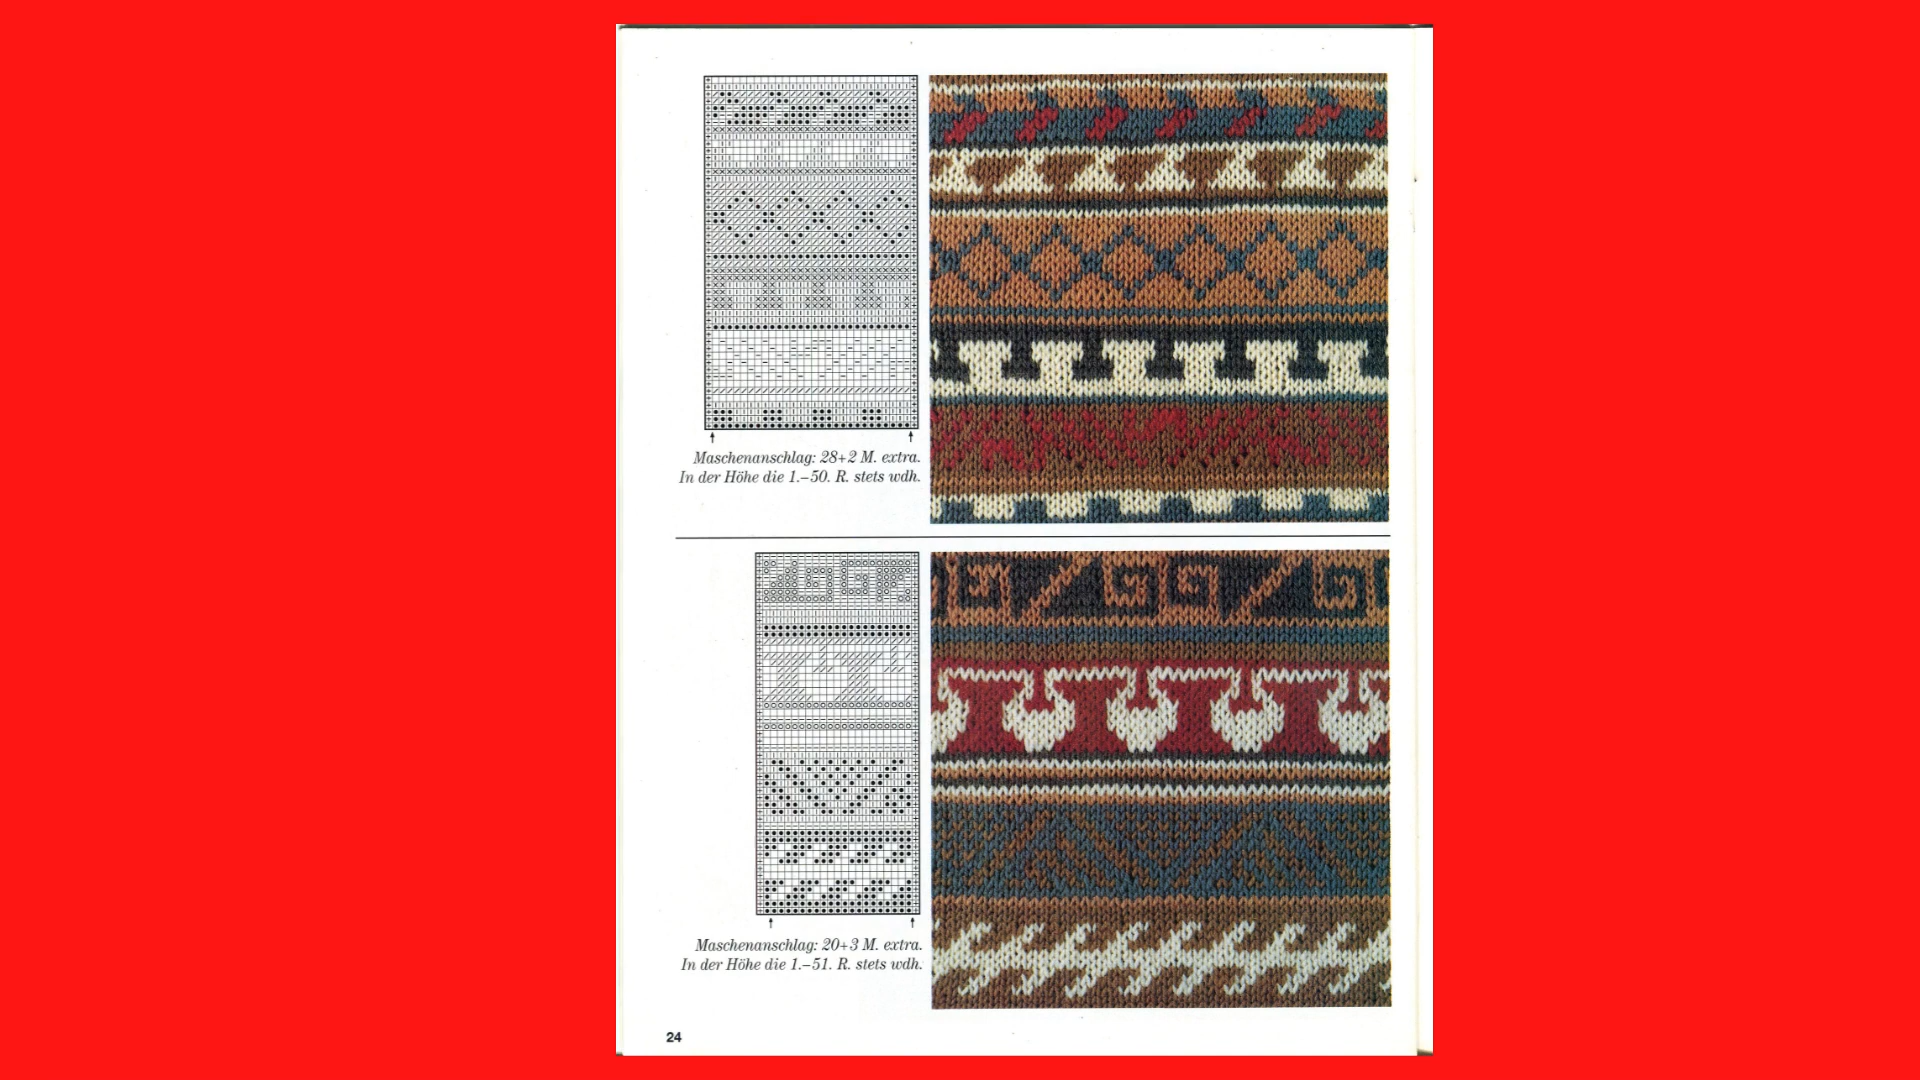 Maschenanschlag: 28+2 M. extra.
In der Höhe die 1.–50. R. stets wdh.
Maschenanschlag: 20+3 M. extra.
In der Höhe die 1.–51. R. stets wdh.
24